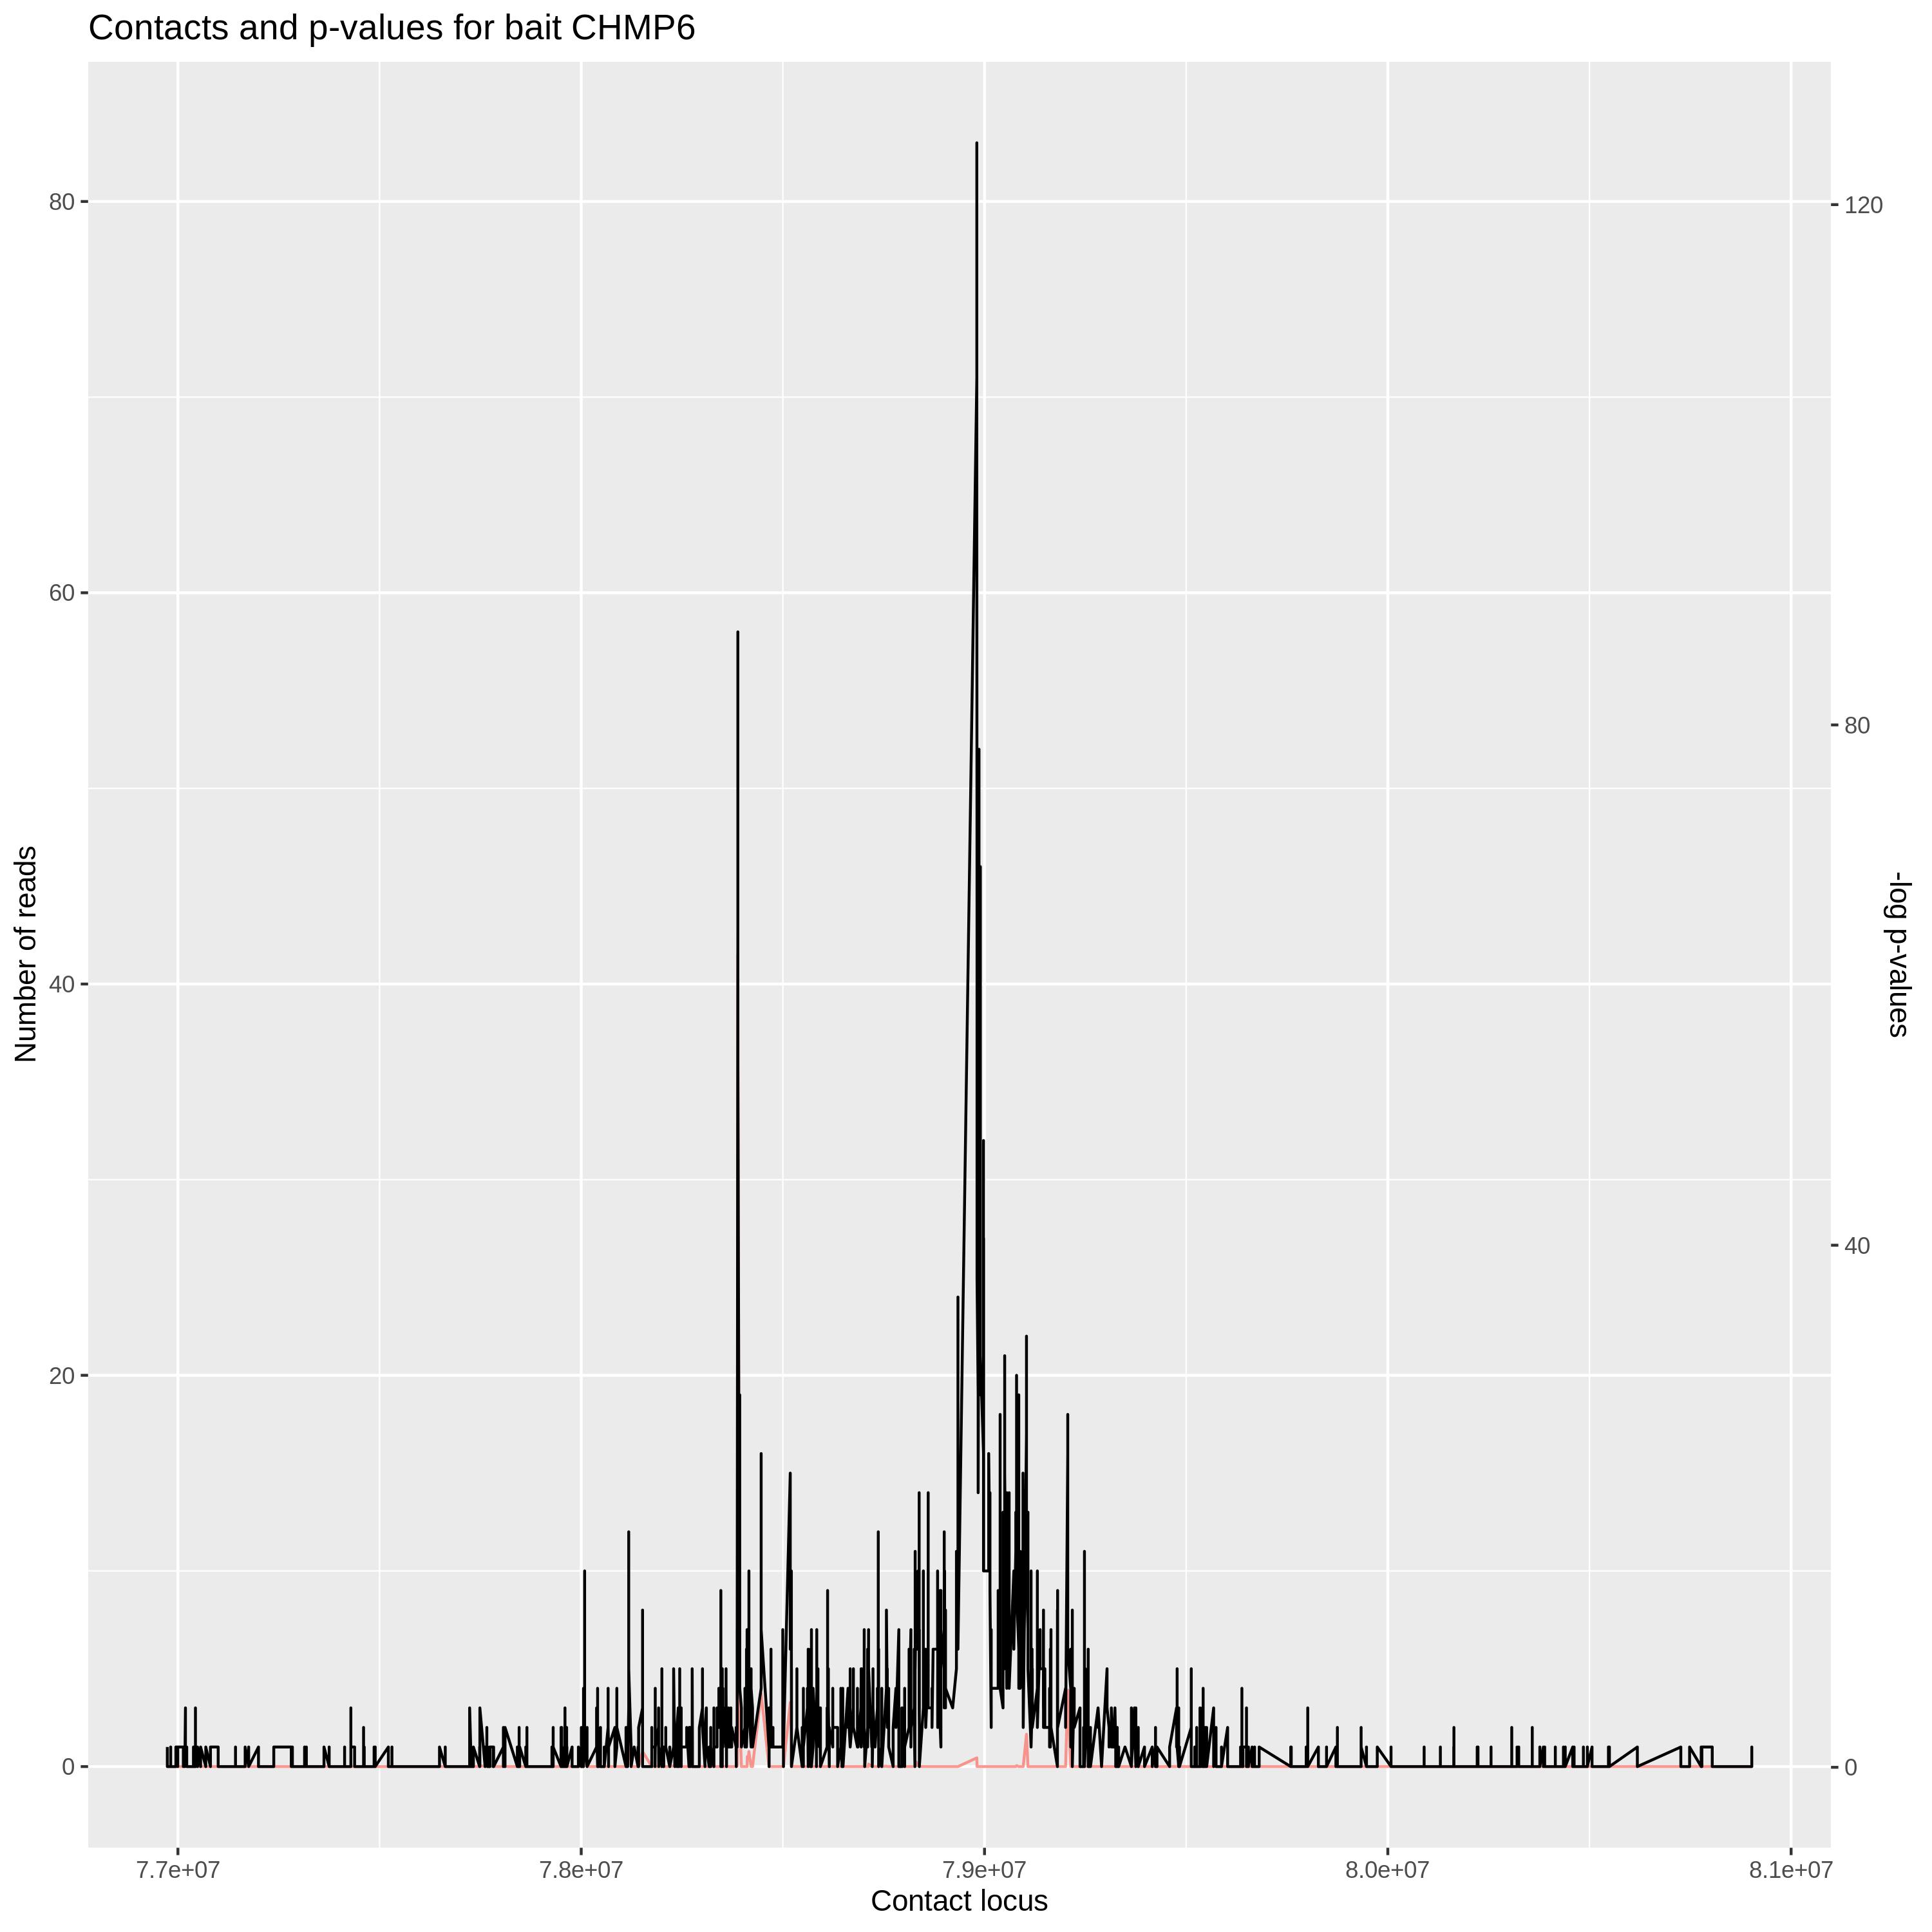 Contacts and p-values for bait CHMP6
80
60
40
20
0
Number of reads
120
80
40
0
-log p-values
7.7e+07 7.8e+07 7.9e+07 8.0e+07 8.1e+07
Contact locus